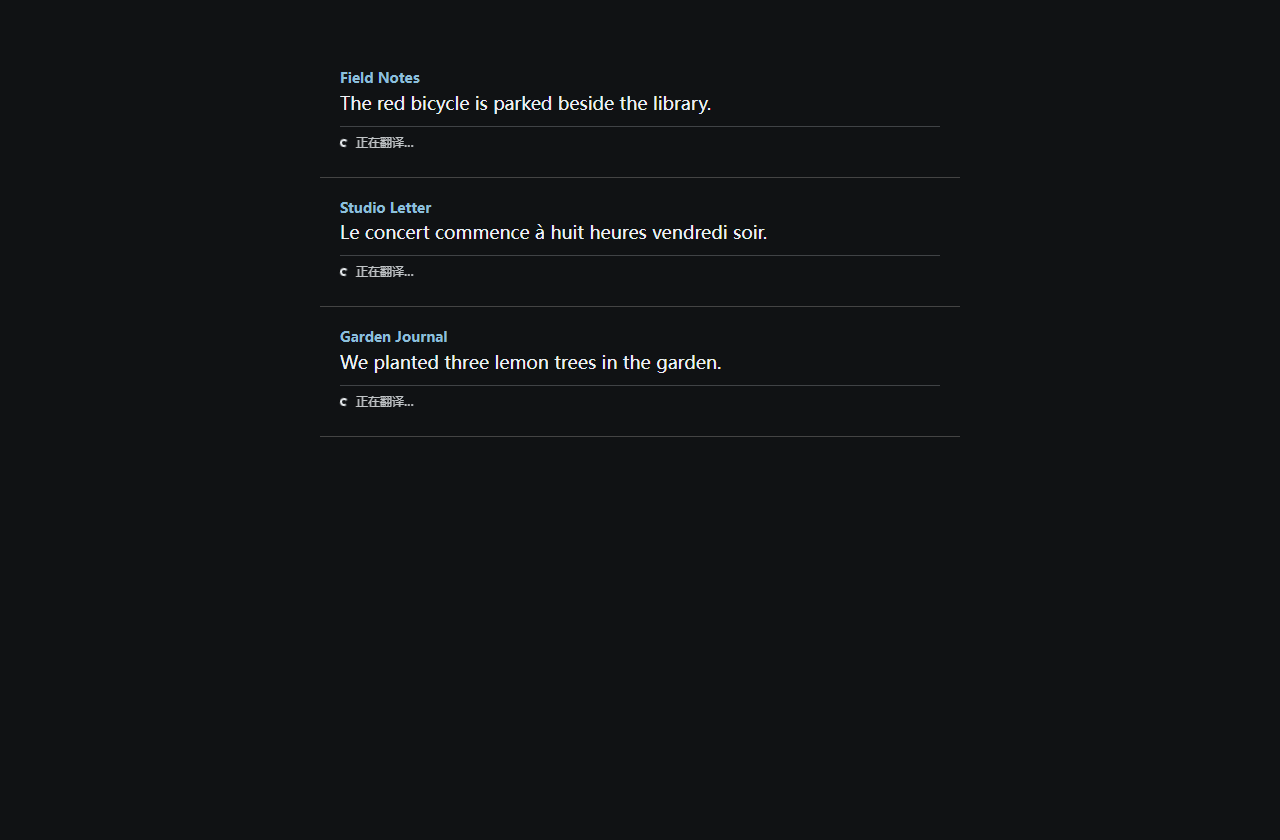 Field Notes
The red bicycle is parked beside the library.
正在翻译...
Studio Letter
Le concert commence à huit heures vendredi soir.
正在翻译...
Garden Journal
We planted three lemon trees in the garden.
正在翻译...